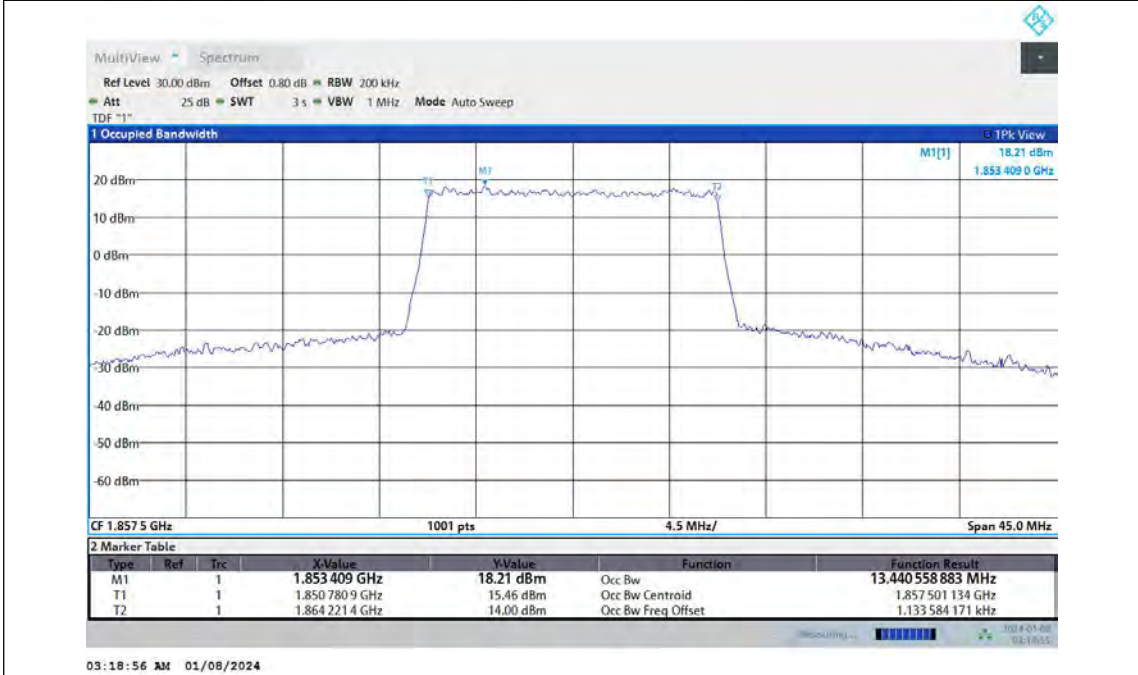 MultiView Spectrum
Ref Level 30.00 dBm Offset 0.80 dB RBW 200 kHz
Att 25 dB SWT 3 s VBW 1 MHz Mode Auto Sweep
TDF "1"
1 Occupied Bandwidth 1Pk View
M1[1] 18.21 dBm
1.853 409 0 GHz
M1
T1 T2
20 dBm
10 dBm
0 dBm
-10 dBm
-20 dBm
-30 dBm
-40 dBm
-50 dBm
-60 dBm
CF 1.857 5 GHz 1001 pts 4.5 MHz/ Span 45.0 MHz
2 Marker Table
Type Ref Trc X-Value Y-Value Function Function Result
M1 1 1.853 409 GHz 18.21 dBm Occ Bw 13.440 558 883 MHz
T1 1 1.850 780 9 GHz 15.46 dBm Occ Bw Centroid 1.857 501 134 GHz
T2 1 1.864 221 4 GHz 14.00 dBm Occ Bw Freq Offset 1.133 584 171 kHz
Measuring...
03:18:56 AM 01/08/2024